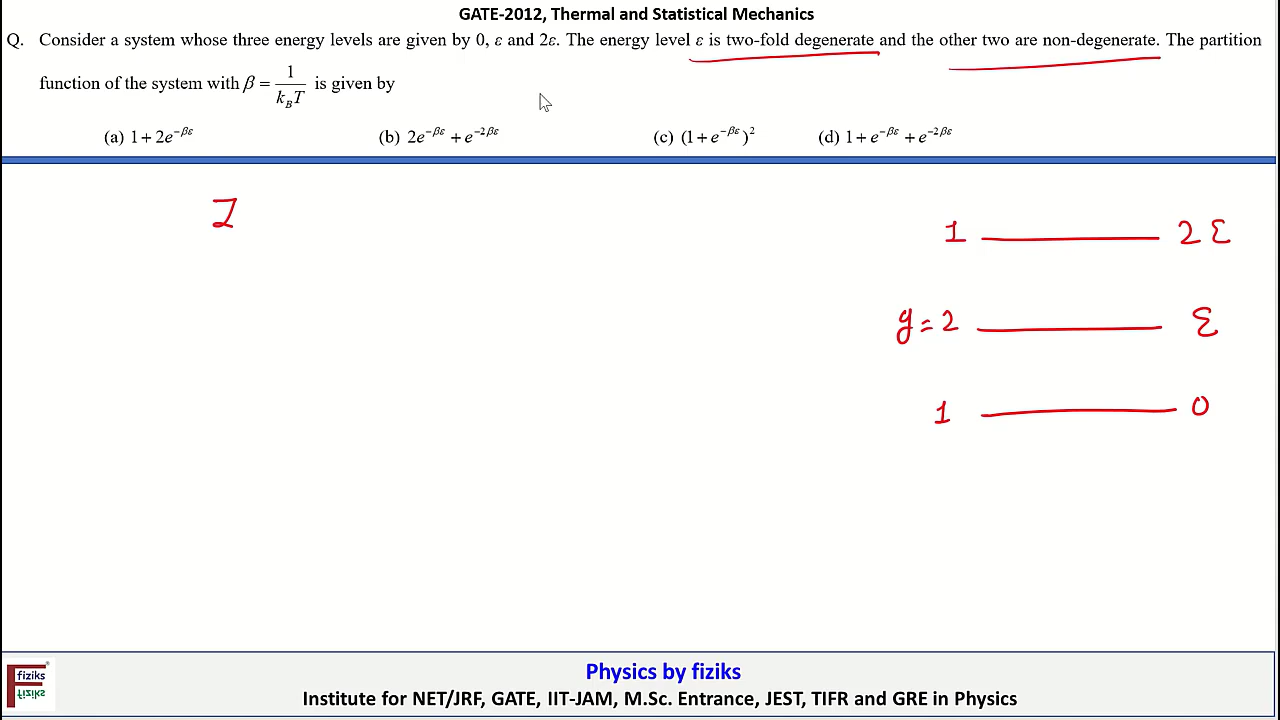 GATE-2012, Thermal and Statistical Mechanics
Q. Consider a system whose three energy levels are given by 0, ε and 2ε. The energy level ε is two-fold degenerate and the other two are non-degenerate. The partition
function of the system with β = 1/(k_B T) is given by
(a) 1 + 2e^{-βε} (b) 2e^{-βε} + e^{-2βε} (c) (1 + e^{-βε})^2 (d) 1 + e^{-βε} + e^{-2βε}
Z
1 2ε
g = 2 ε
1 0
fiziks
fiziks
Physics by fiziks
Institute for NET/JRF, GATE, IIT-JAM, M.Sc. Entrance, JEST, TIFR and GRE in Physics